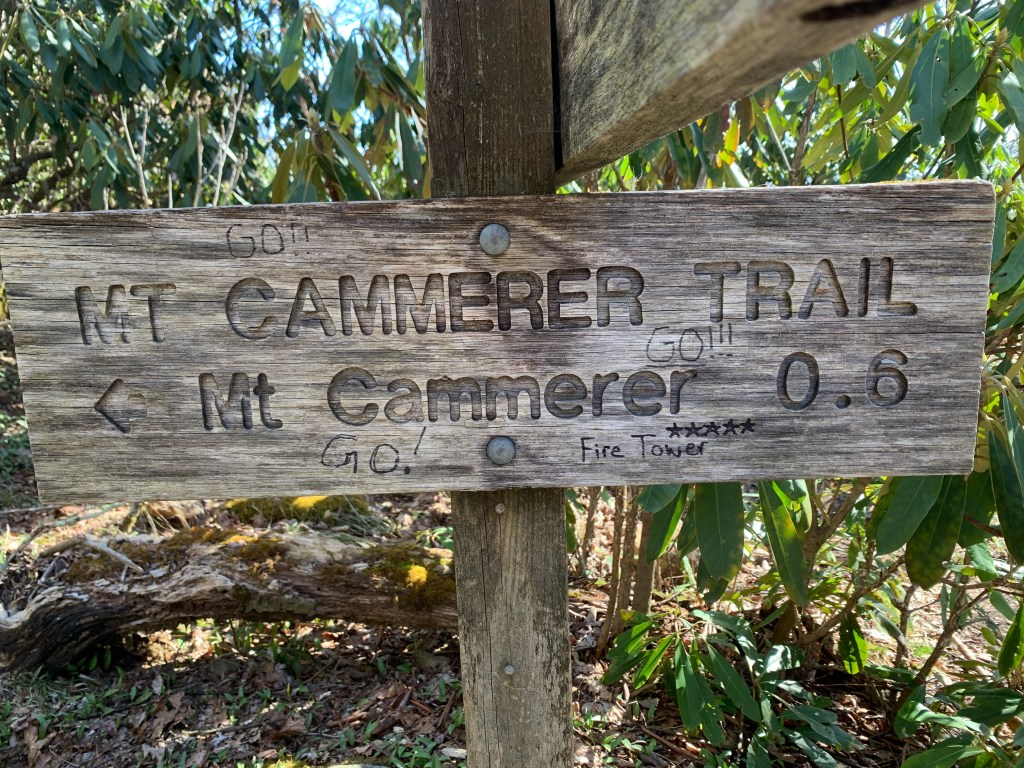 GO!!!
MT CAMMERER TRAIL
GO!!!
← Mt Cammerer 0.6
★★★★★
GO! Fire Tower